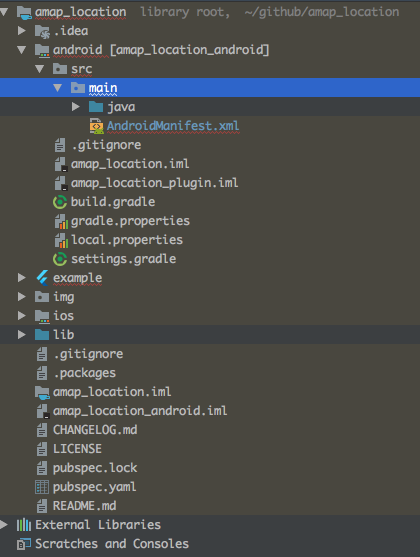 amap_location library root, ~/github/amap_location
.idea
android [amap_location_android]
src
main
java
AndroidManifest.xml
.gitignore
amap_location.iml
amap_location_plugin.iml
build.gradle
gradle.properties
local.properties
settings.gradle
example
img
ios
lib
.gitignore
.packages
amap_location.iml
amap_location_android.iml
CHANGELOG.md
LICENSE
pubspec.lock
pubspec.yaml
README.md
External Libraries
Scratches and Consoles